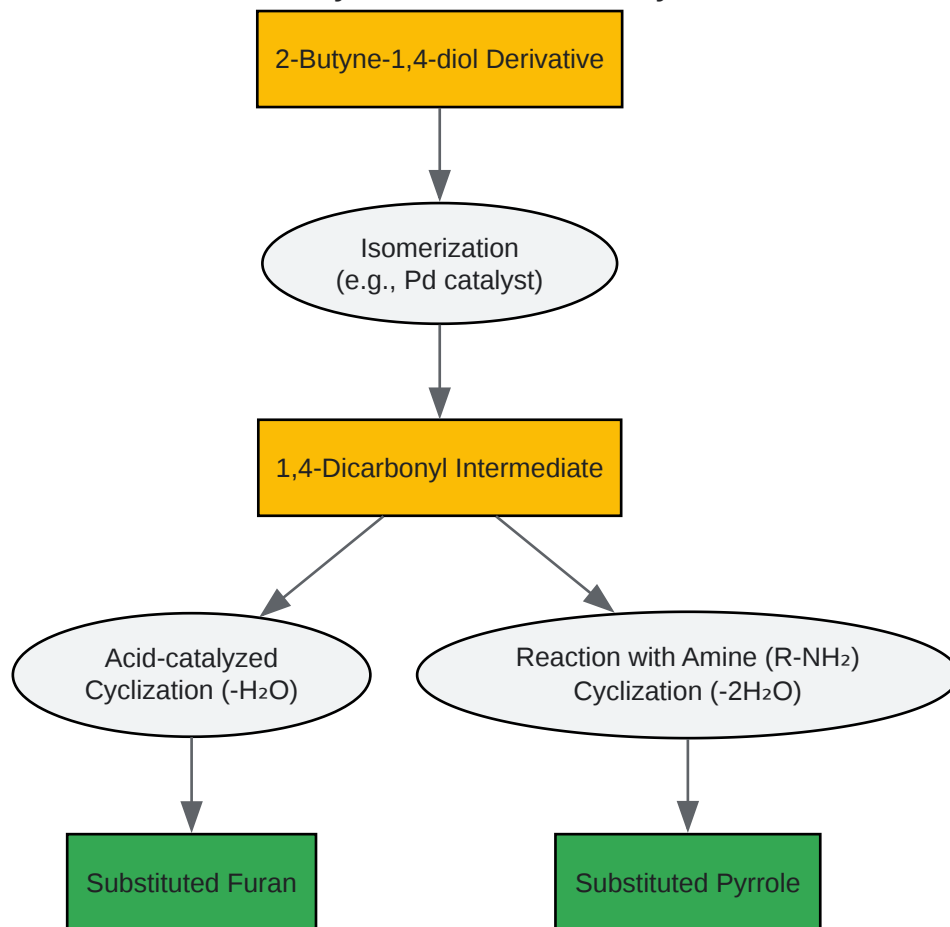 2-Butyne-1,4-diol Derivative
Isomerization
(e.g., Pd catalyst)
1,4-Dicarbonyl Intermediate
Acid-catalyzed
Cyclization (-H₂O)
Reaction with Amine (R-NH₂)
Cyclization (-2H₂O)
Substituted Furan
Substituted Pyrrole